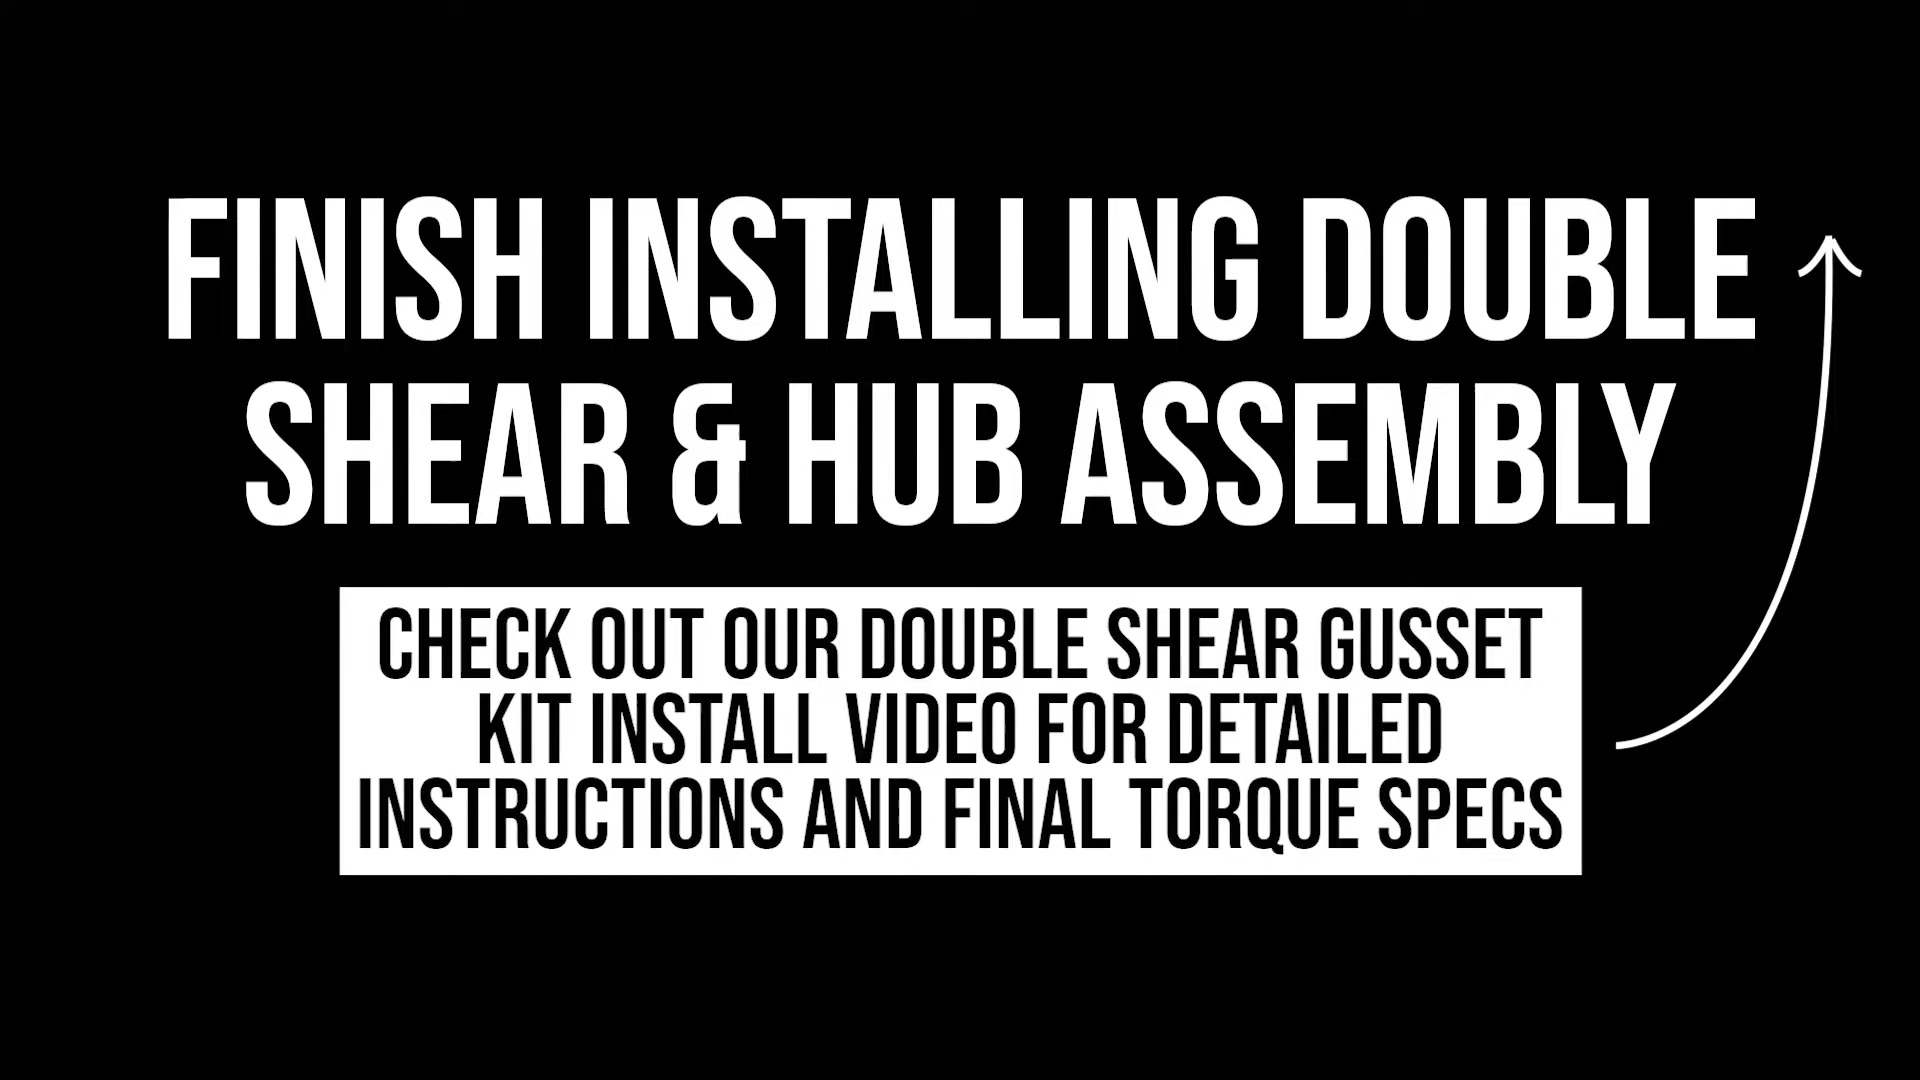 FINISH INSTALLING DOUBLE
SHEAR & HUB ASSEMBLY
CHECK OUT OUR DOUBLE SHEAR GUSSET
KIT INSTALL VIDEO FOR DETAILED
INSTRUCTIONS AND FINAL TORQUE SPECS